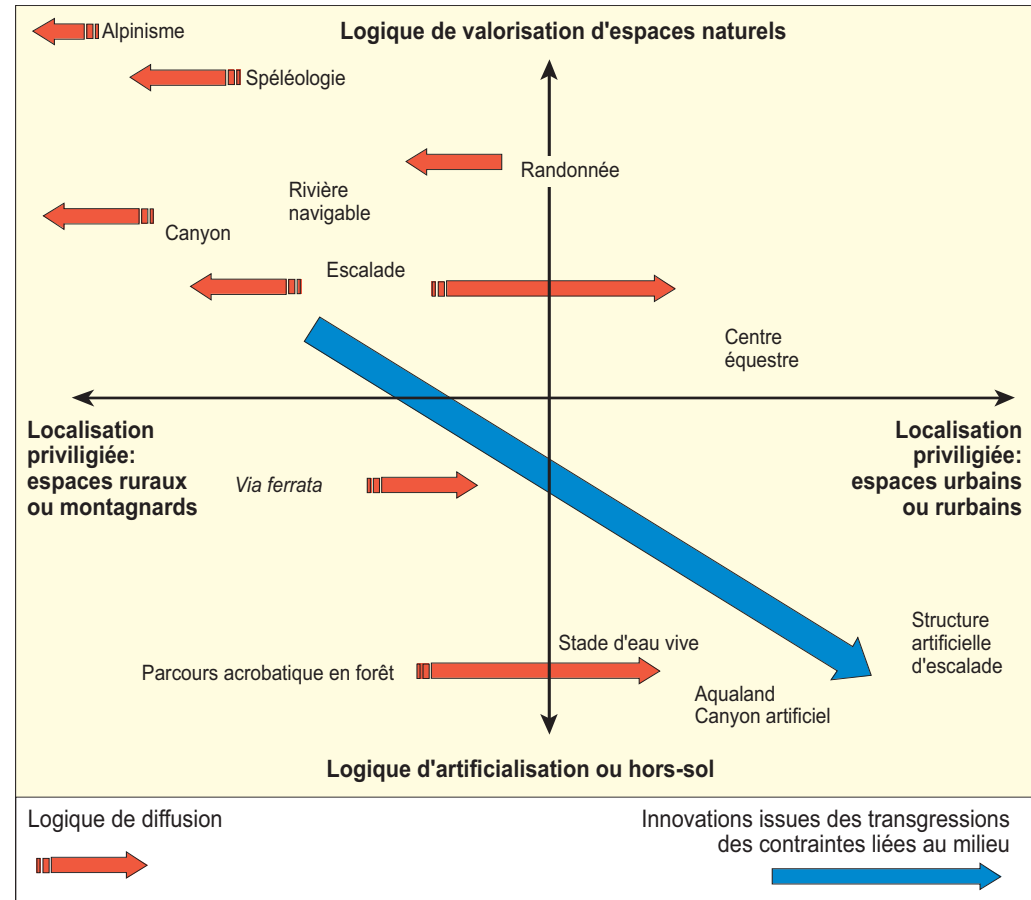 Alpinisme
Logique de valorisation d'espaces naturels
Spéléologie
Randonnée
Rivière
navigable
Canyon
Escalade
Centre
équestre
Localisation
priviligiée:
espaces ruraux
ou montagnards
Localisation
priviligiée:
espaces urbains
ou rurbains
Via ferrata
Structure
artificielle
d'escalade
Stade d'eau vive
Parcours acrobatique en forêt
Aqualand
Canyon artificiel
Logique d'artificialisation ou hors-sol
Logique de diffusion
Innovations issues des transgressions
des contraintes liées au milieu